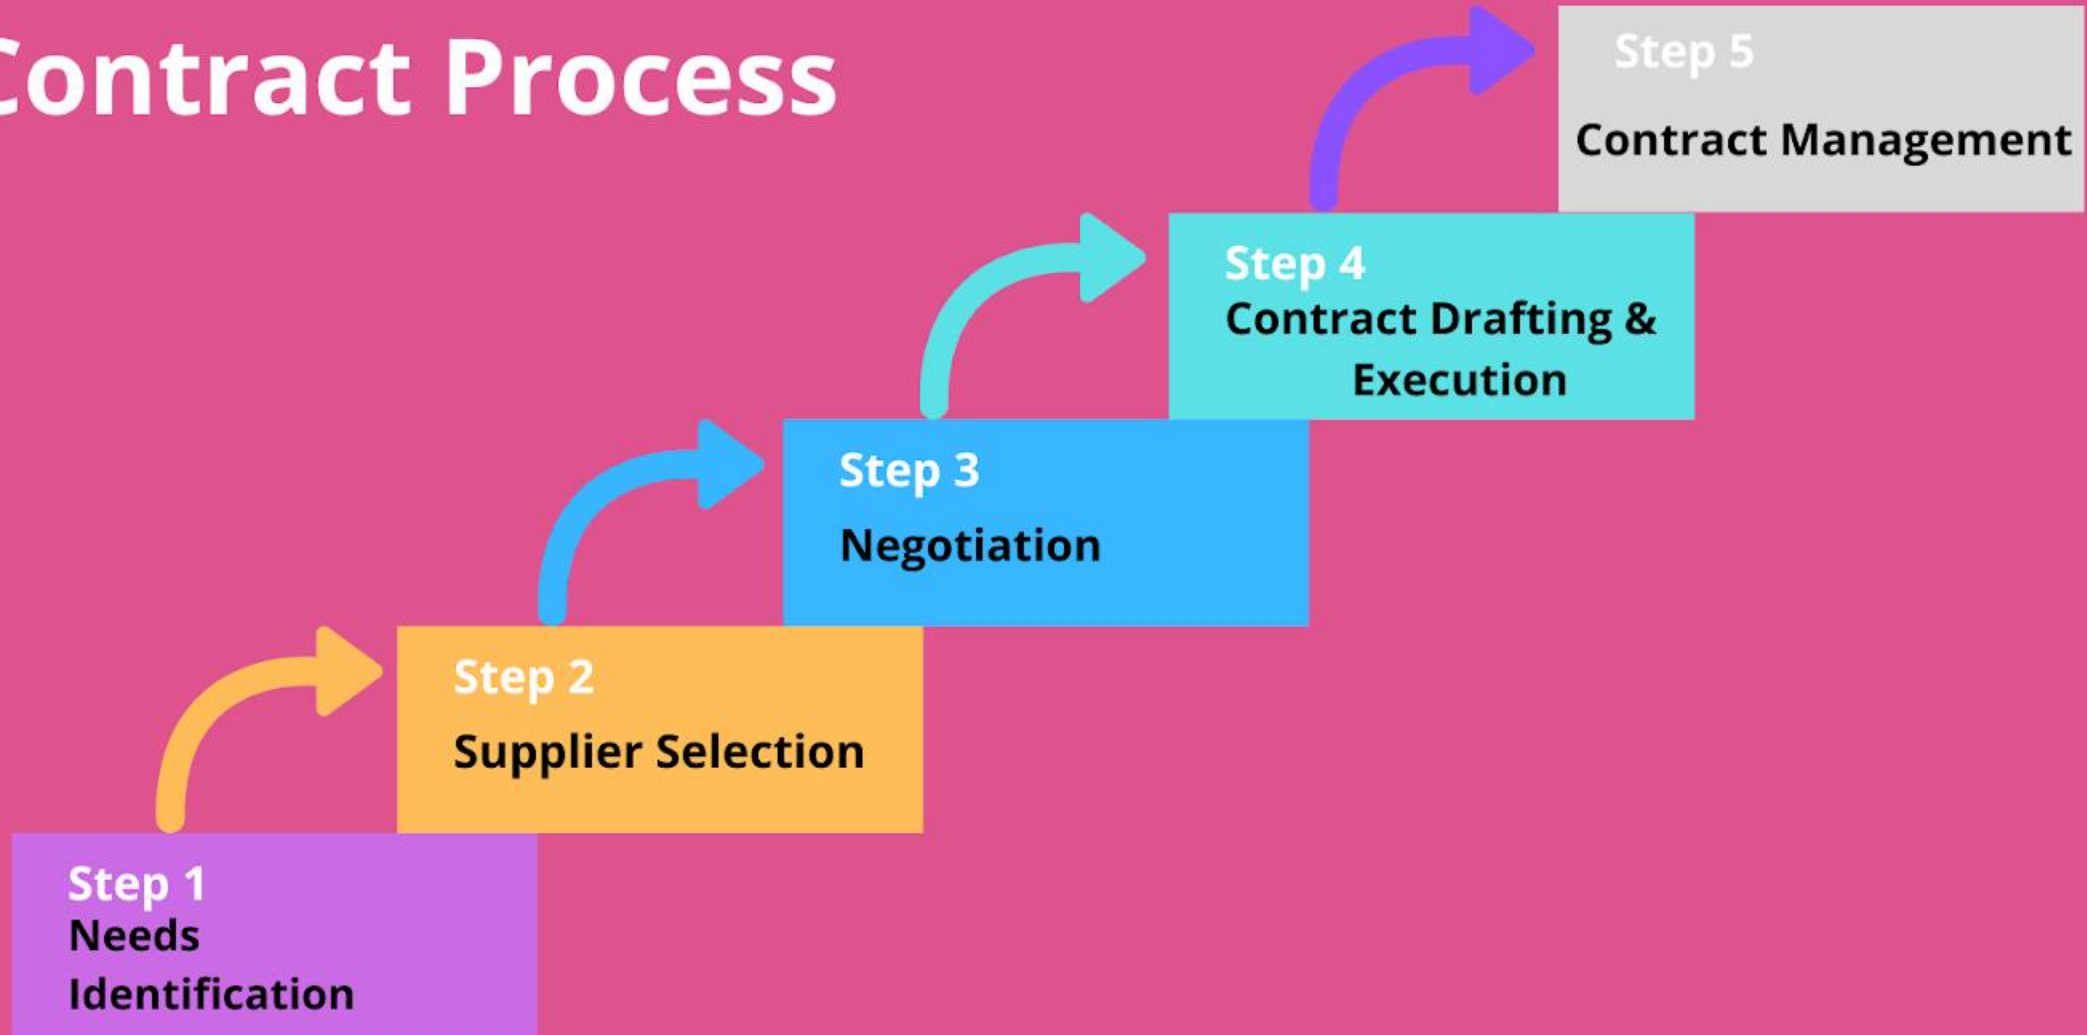 Contract Process
Step 5
Contract Management
Step 4
Contract Drafting &
Execution
Step 3
Negotiation
Step 2
Supplier Selection
Step 1
Needs
Identification